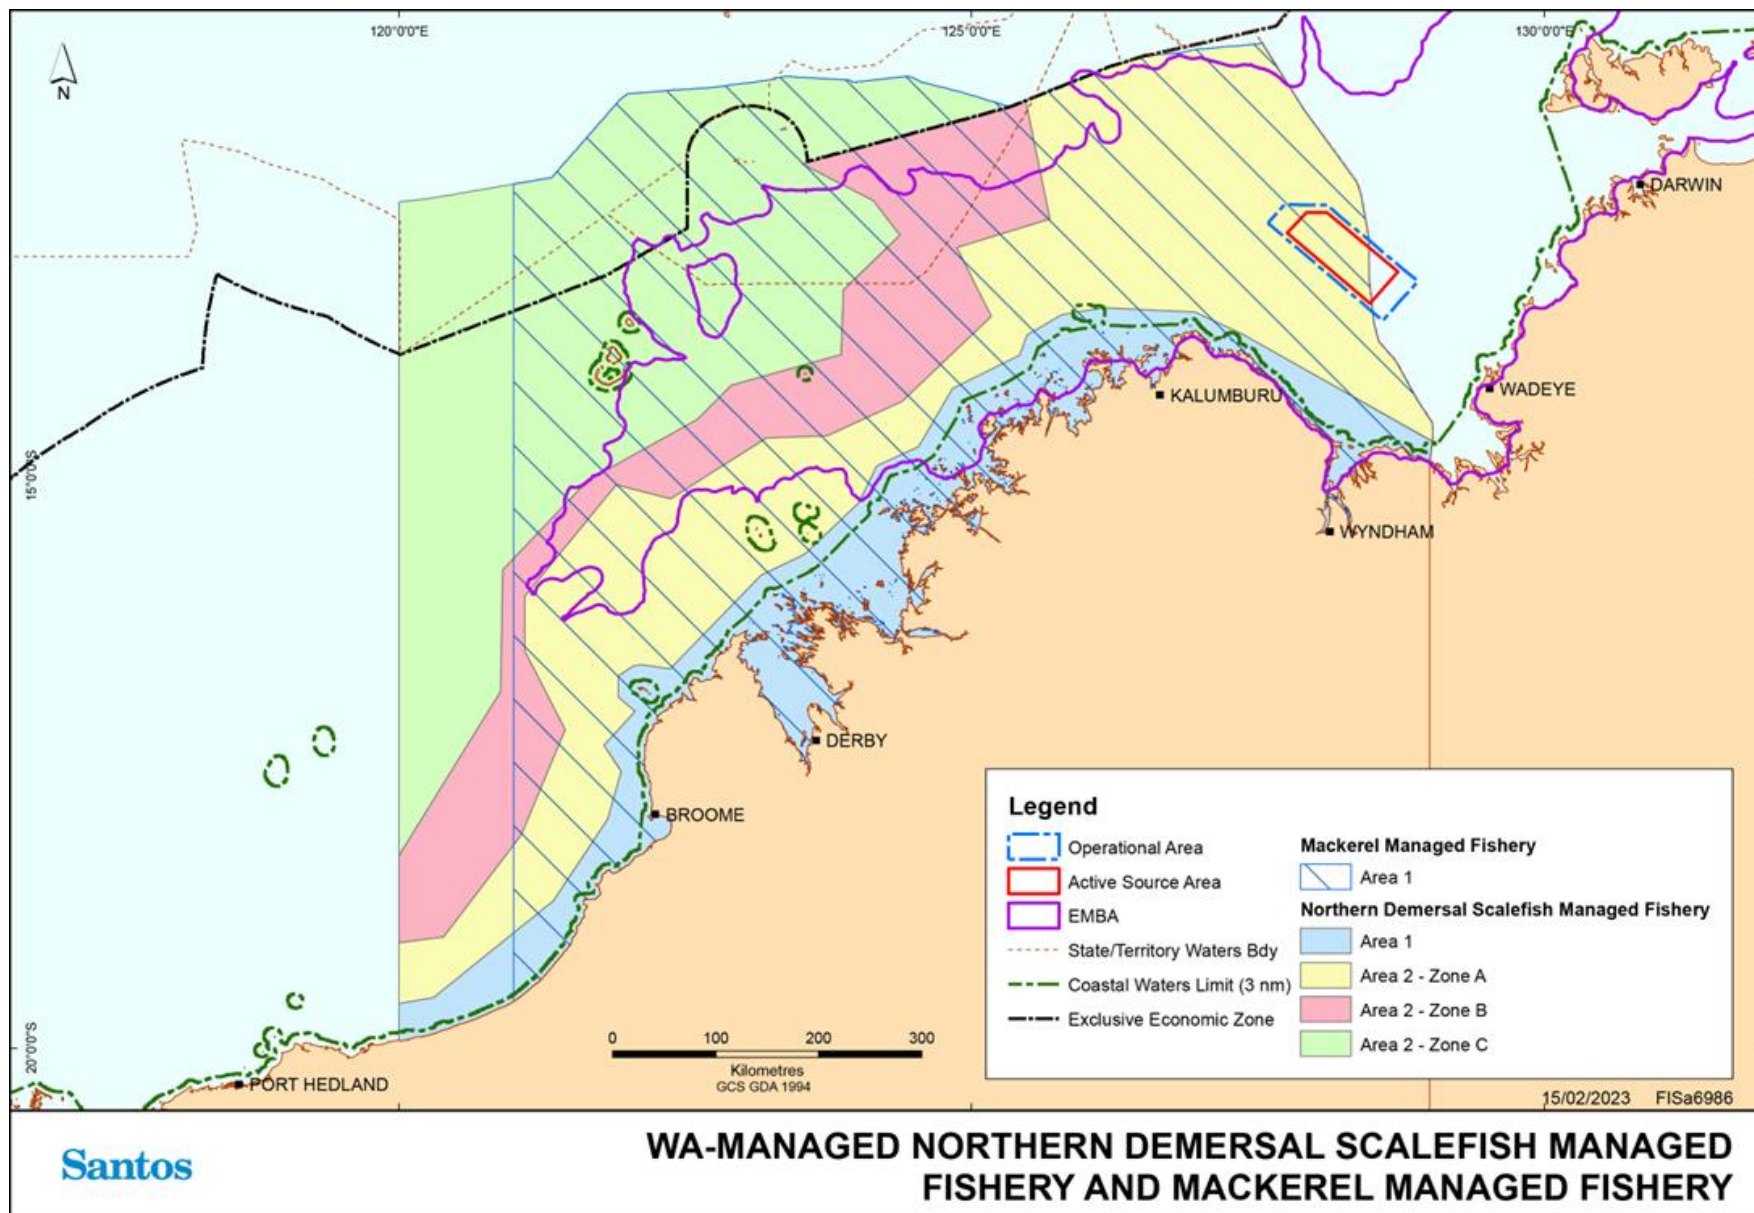 120°0'0"E
125°0'0"E
130°0'0"E
N
DARWIN
KALUMBURU
WADEYE
15°0'0"S
WYNDHAM
DERBY
BROOME
20°0'0"S
PORT HEDLAND
0 100 200 300
Kilometres
GCS GDA 1994
Legend
Operational Area
Active Source Area
EMBA
State/Territory Waters Bdy
Coastal Waters Limit (3 nm)
Exclusive Economic Zone
Mackerel Managed Fishery
Area 1
Northern Demersal Scalefish Managed Fishery
Area 1
Area 2 - Zone A
Area 2 - Zone B
Area 2 - Zone C
15/02/2023 FISa6986
Santos
WA-MANAGED NORTHERN DEMERSAL SCALEFISH MANAGED
FISHERY AND MACKEREL MANAGED FISHERY